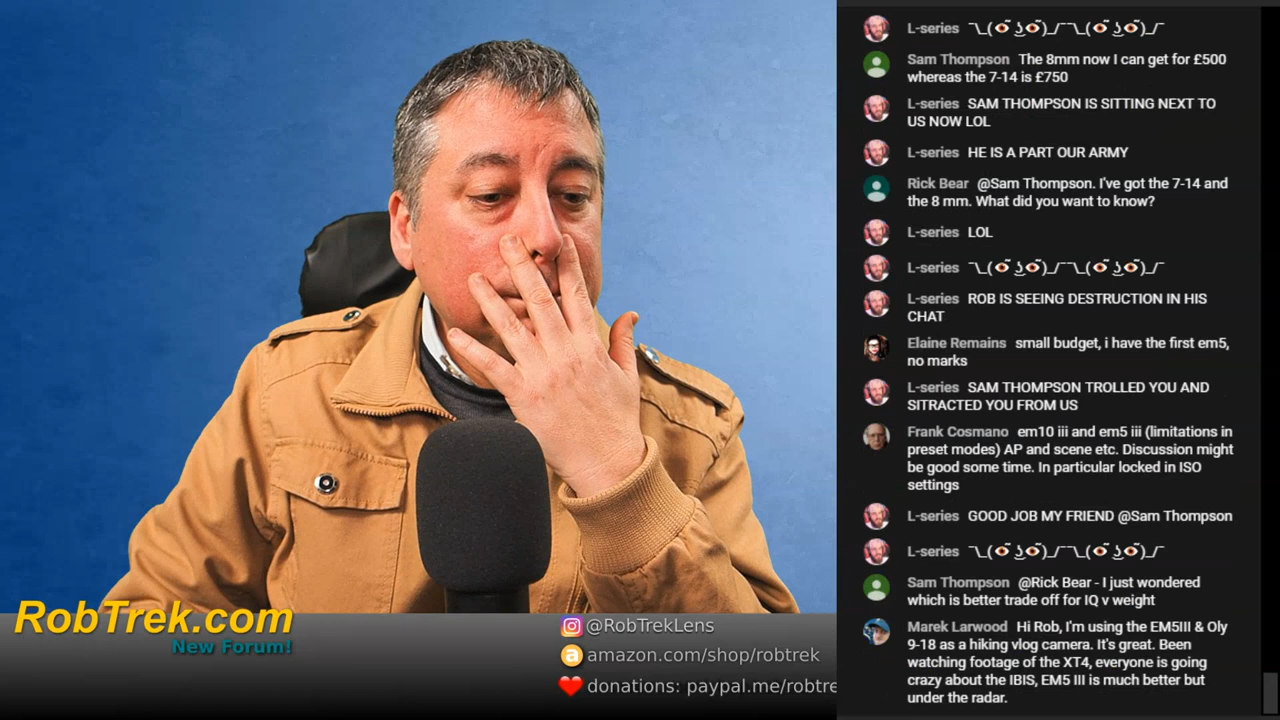 L-series ¯\_(👁͠ ͜ʖ👁͠)_/¯¯\_(👁͠ ͜ʖ👁͠)_/¯
Sam Thompson The 8mm now I can get for £500
whereas the 7-14 is £750
L-series SAM THOMPSON IS SITTING NEXT TO
US NOW LOL
L-series HE IS A PART OUR ARMY
Rick Bear @Sam Thompson. I've got the 7-14 and
the 8 mm. What did you want to know?
L-series LOL
L-series ¯\_(👁͠ ͜ʖ👁͠)_/¯¯\_(👁͠ ͜ʖ👁͠)_/¯
L-series ROB IS SEEING DESTRUCTION IN HIS
CHAT
Elaine Remains small budget, i have the first em5,
no marks
L-series SAM THOMPSON TROLLED YOU AND
SITRACTED YOU FROM US
Frank Cosmano em10 iii and em5 iii (limitations in
preset modes) AP and scene etc. Discussion might
be good some time. In particular locked in ISO
settings
L-series GOOD JOB MY FRIEND @Sam Thompson
L-series ¯\_(👁͠ ͜ʖ👁͠)_/¯¯\_(👁͠ ͜ʖ👁͠)_/¯
Sam Thompson @Rick Bear - I just wondered
which is better trade off for IQ v weight
Marek Larwood Hi Rob, I'm using the EM5III & Oly
9-18 as a hiking vlog camera. It's great. Been
watching footage of the XT4, everyone is going
crazy about the IBIS, EM5 III is much better but
under the radar.
RobTrek.com
New Forum!
@RobTrekLens
amazon.com/shop/robtrek
donations: paypal.me/robtre